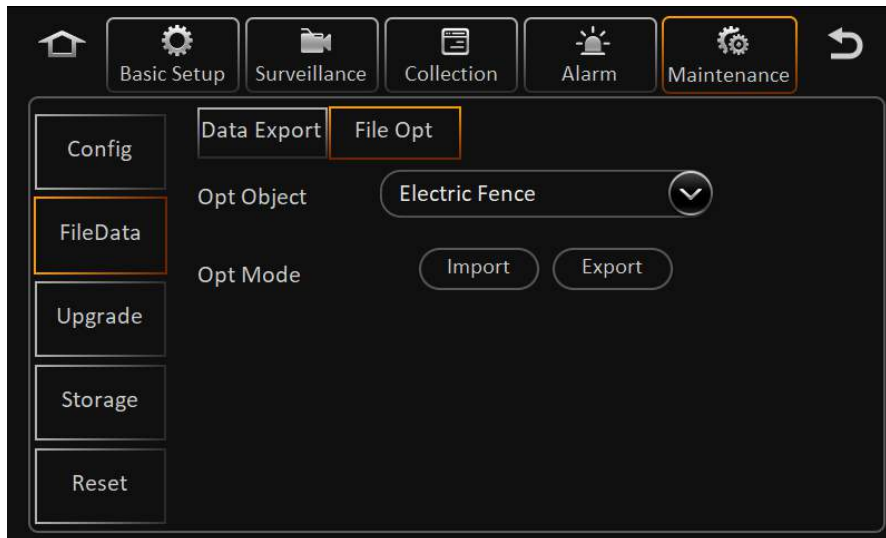 Basic Setup
Surveillance
Collection
Alarm
Maintenance
Config
FileData
Upgrade
Storage
Reset
Data Export
File Opt
Opt Object
Electric Fence
Opt Mode
Import
Export